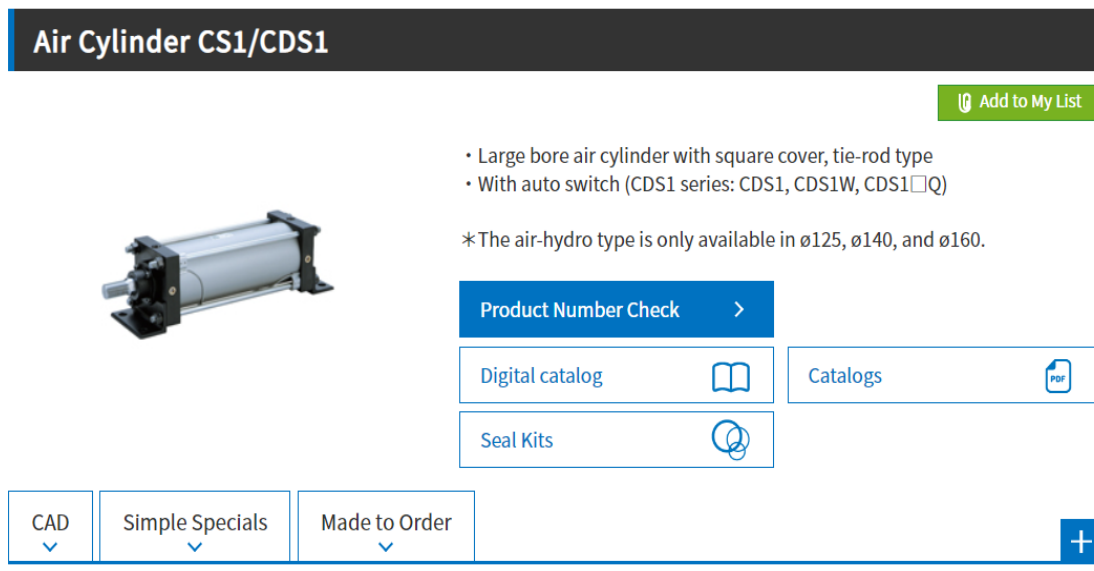 Air Cylinder CS1/CDS1
Add to My List
・Large bore air cylinder with square cover, tie-rod type
・With auto switch (CDS1 series: CDS1, CDS1W, CDS1□Q)
＊The air-hydro type is only available in ø125, ø140, and ø160.
Product Number Check
Digital catalog
Catalogs
PDF
Seal Kits
CAD
Simple Specials
Made to Order